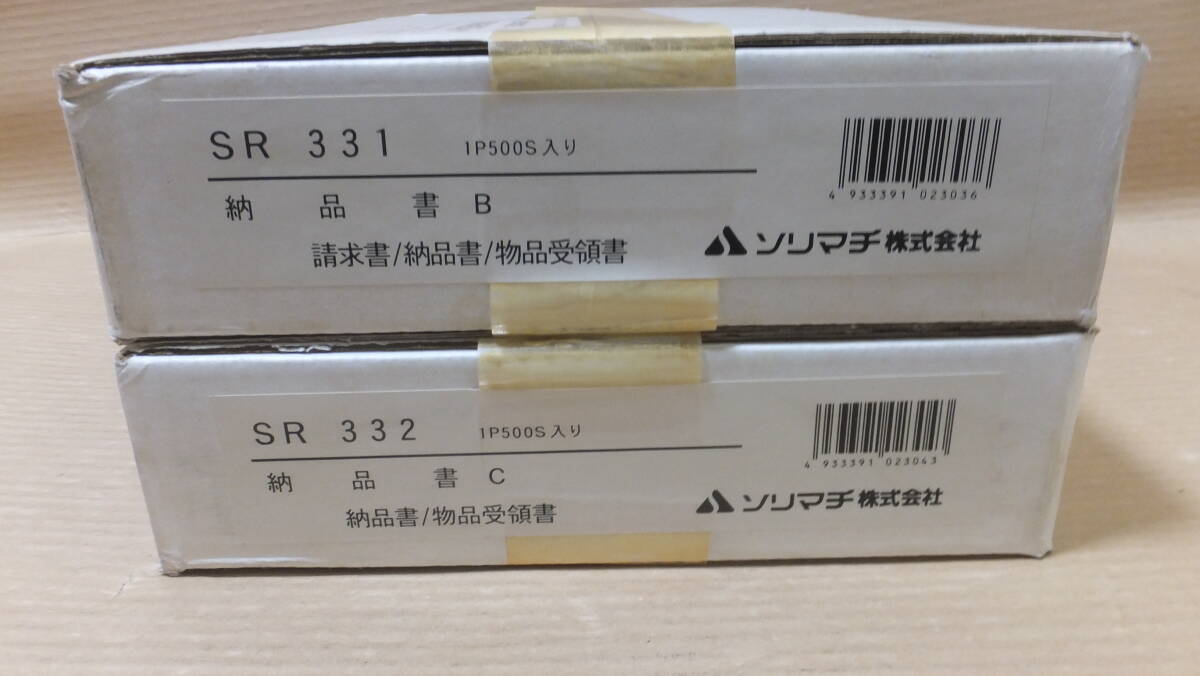 SR 331 1P500S入り
納品書 B
請求書/納品書/物品受領書
4 933391 023036
ソリマチ株式会社
SR 332 1P500S入り
納品書 C
納品書/物品受領書
4 933391 023043
ソリマチ株式会社